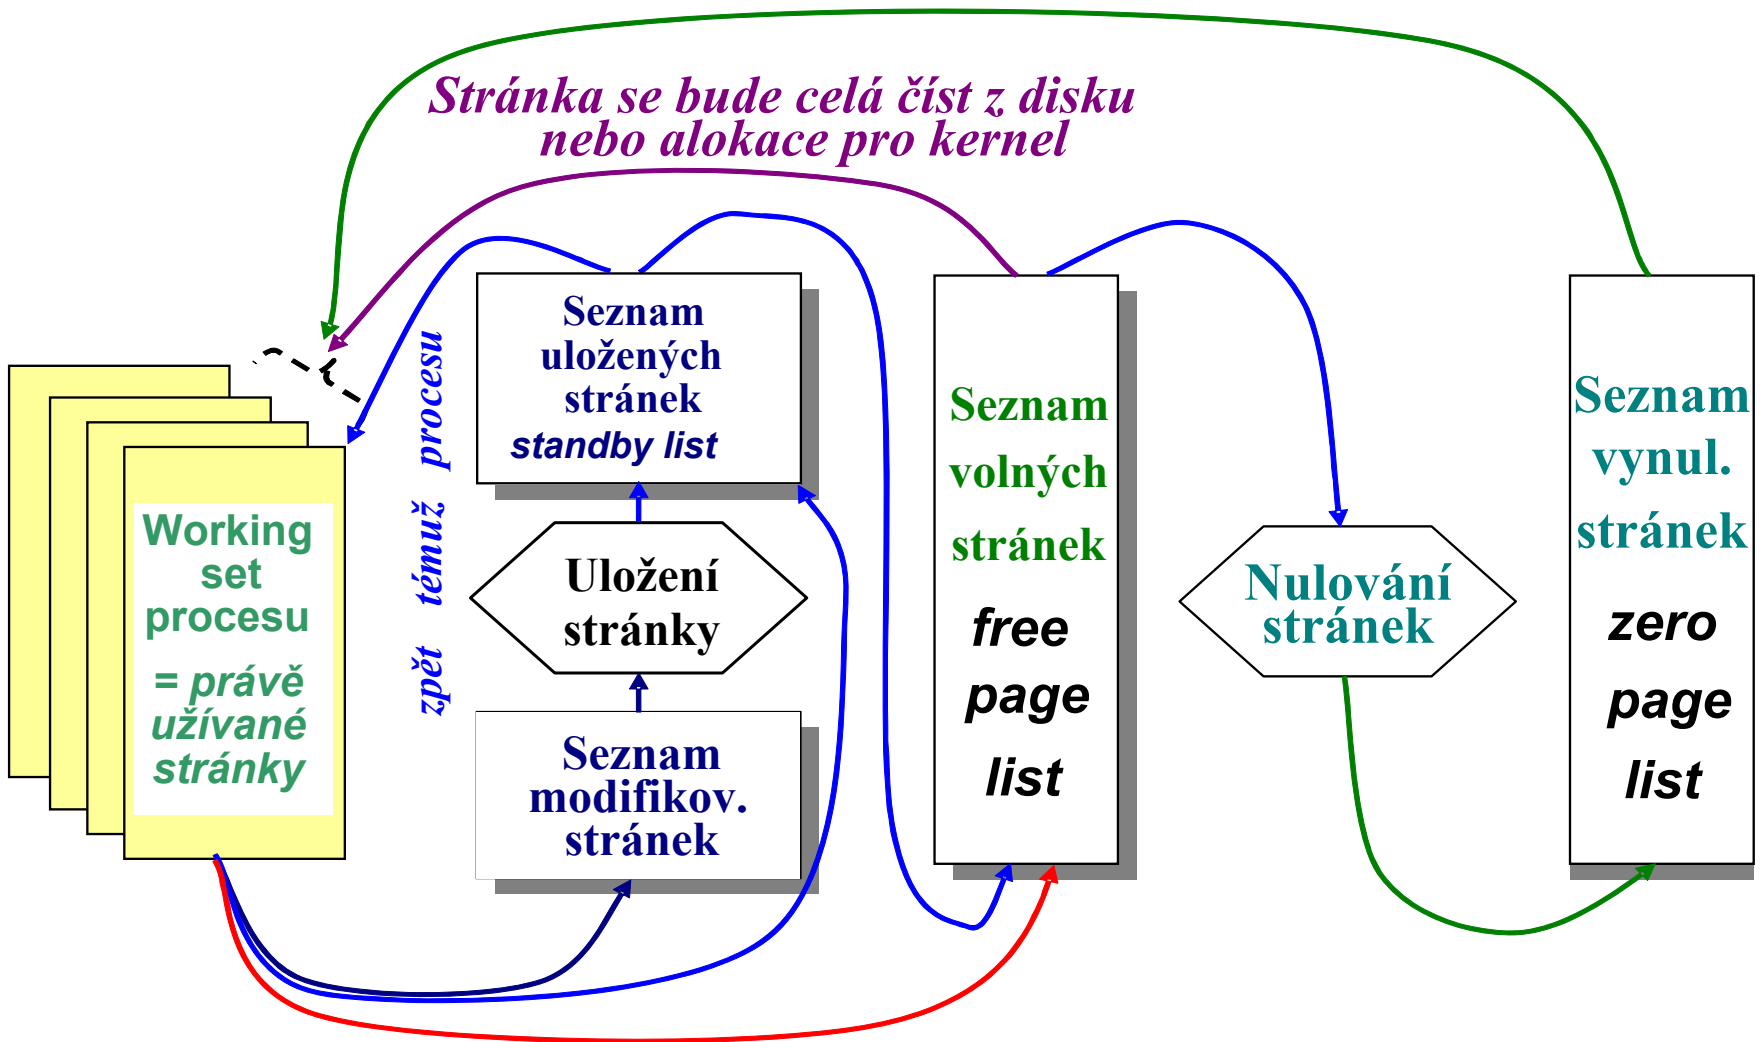 Stránka se bude celá číst z disku
nebo alokace pro kernel
Working
set
procesu
= právě
užívané
stránky
zpět témuž procesu
Seznam
uložených
stránek
standby list
Uložení
stránky
Seznam
modifikov.
stránek
Seznam
volných
stránek
free
page
list
Nulování
stránek
Seznam
vynul.
stránek
zero
page
list